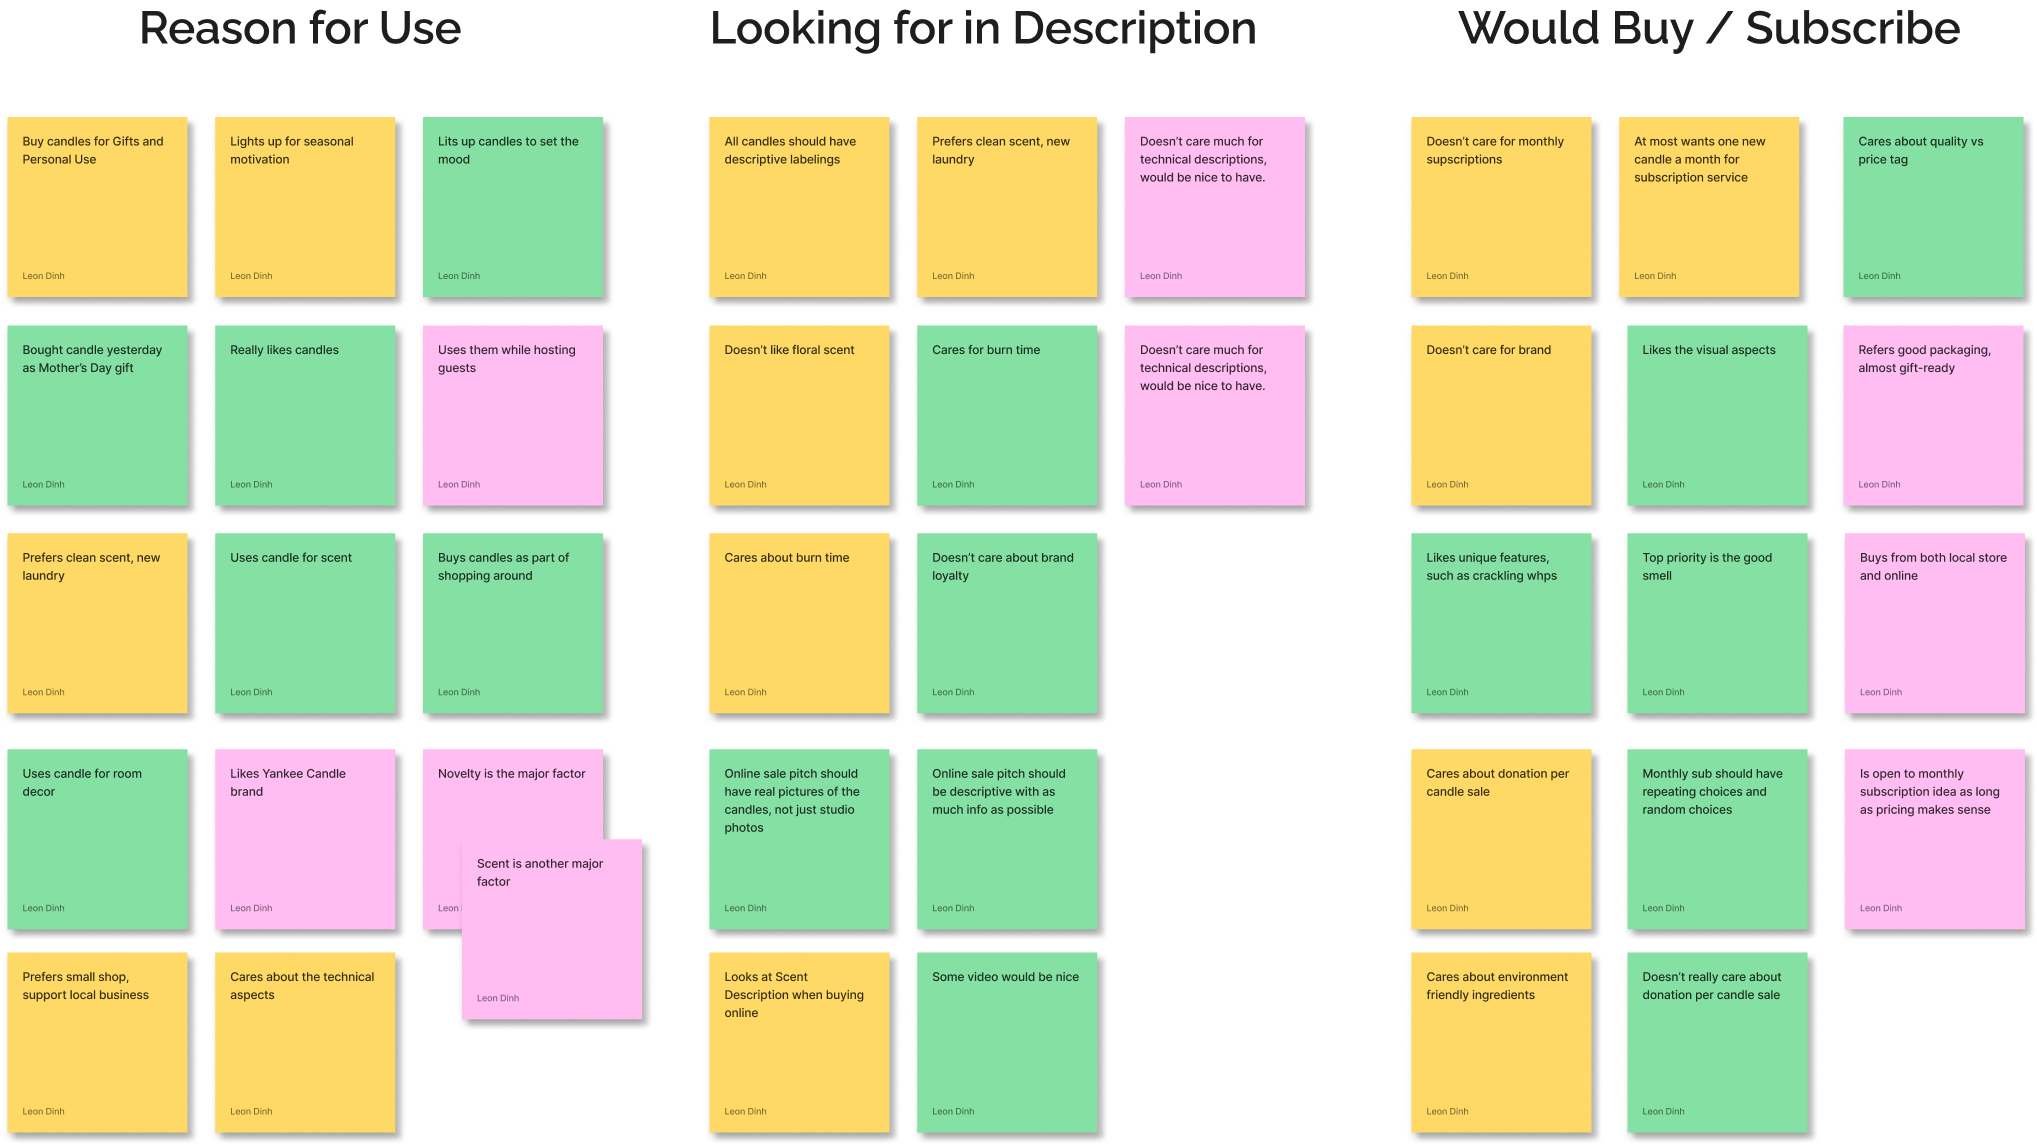 Reason for Use
Buy candles for Gifts and
Personal Use
Leon Dinh
Lights up for seasonal
motivation
Leon Dinh
Lits up candles to set the
mood
Leon Dinh
Bought candle yesterday
as Mother's Day gift
Leon Dinh
Really likes candles
Leon Dinh
Uses them while hosting
guests
Leon Dinh
Prefers clean scent, new
laundry
Leon Dinh
Uses candle for scent
Leon Dinh
Buys candles as part of
shopping around
Leon Dinh
Uses candle for room
decor
Leon Dinh
Likes Yankee Candle
brand
Leon Dinh
Novelty is the major factor
Leon
Scent is another major
factor
Leon Dinh
Prefers small shop,
support local business
Leon Dinh
Cares about the technical
aspects
Leon Dinh
Looking for in Description
All candles should have
descriptive labelings
Leon Dinh
Prefers clean scent, new
laundry
Leon Dinh
Doesn't care much for
technical descriptions,
would be nice to have.
Leon Dinh
Doesn't like floral scent
Leon Dinh
Cares for burn time
Leon Dinh
Doesn't care much for
technical descriptions,
would be nice to have.
Leon Dinh
Cares about burn time
Leon Dinh
Doesn't care about brand
loyalty
Leon Dinh
Online sale pitch should
have real pictures of the
candles, not just studio
photos
Leon Dinh
Online sale pitch should
be descriptive with as
much info as possible
Leon Dinh
Looks at Scent
Description when buying
online
Leon Dinh
Some video would be nice
Leon Dinh
Would Buy / Subscribe
Doesn't care for monthly
supscriptions
Leon Dinh
At most wants one new
candle a month for
subscription service
Leon Dinh
Cares about quality vs
price tag
Leon Dinh
Doesn't care for brand
Leon Dinh
Likes the visual aspects
Leon Dinh
Refers good packaging,
almost gift-ready
Leon Dinh
Likes unique features,
such as crackling whps
Leon Dinh
Top priority is the good
smell
Leon Dinh
Buys from both local store
and online
Leon Dinh
Cares about donation per
candle sale
Leon Dinh
Monthly sub should have
repeating choices and
random choices
Leon Dinh
Is open to monthly
subscription idea as long
as pricing makes sense
Leon Dinh
Cares about environment
friendly ingredients
Leon Dinh
Doesn't really care about
donation per candle sale
Leon Dinh